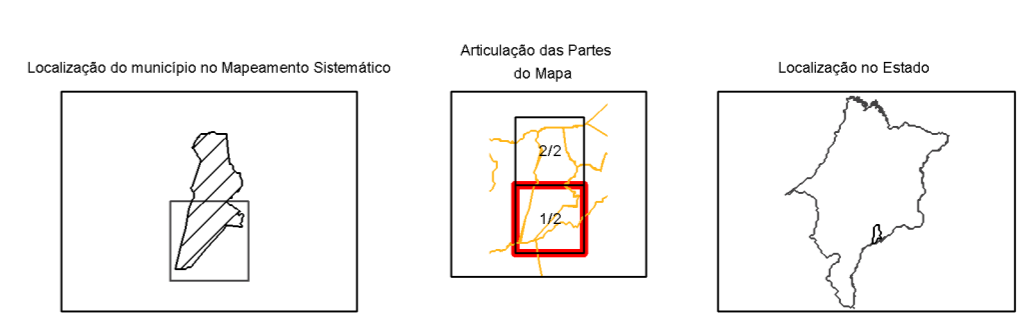 Localização do município no Mapeamento Sistemático
Articulação das Partes
do Mapa
Localização no Estado
2/2
1/2